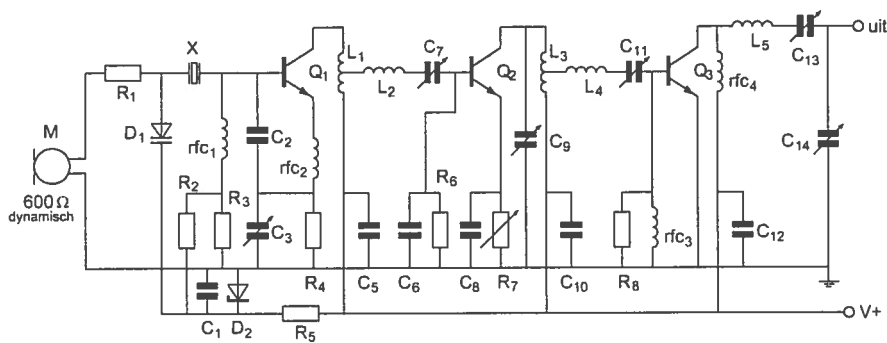 uit
X
L1
C7
L3
C11
L5
C13
Q1
Q2
Q3
R1
L2
L4
rfc4
M
D1
rfc1
C2
C9
C14
rfc2
R2
R3
R6
600Ω
dynamisch
C3
rfc3
C12
R4
C5
C6
C8
R7
C10
R8
C1
D2
R5
V+